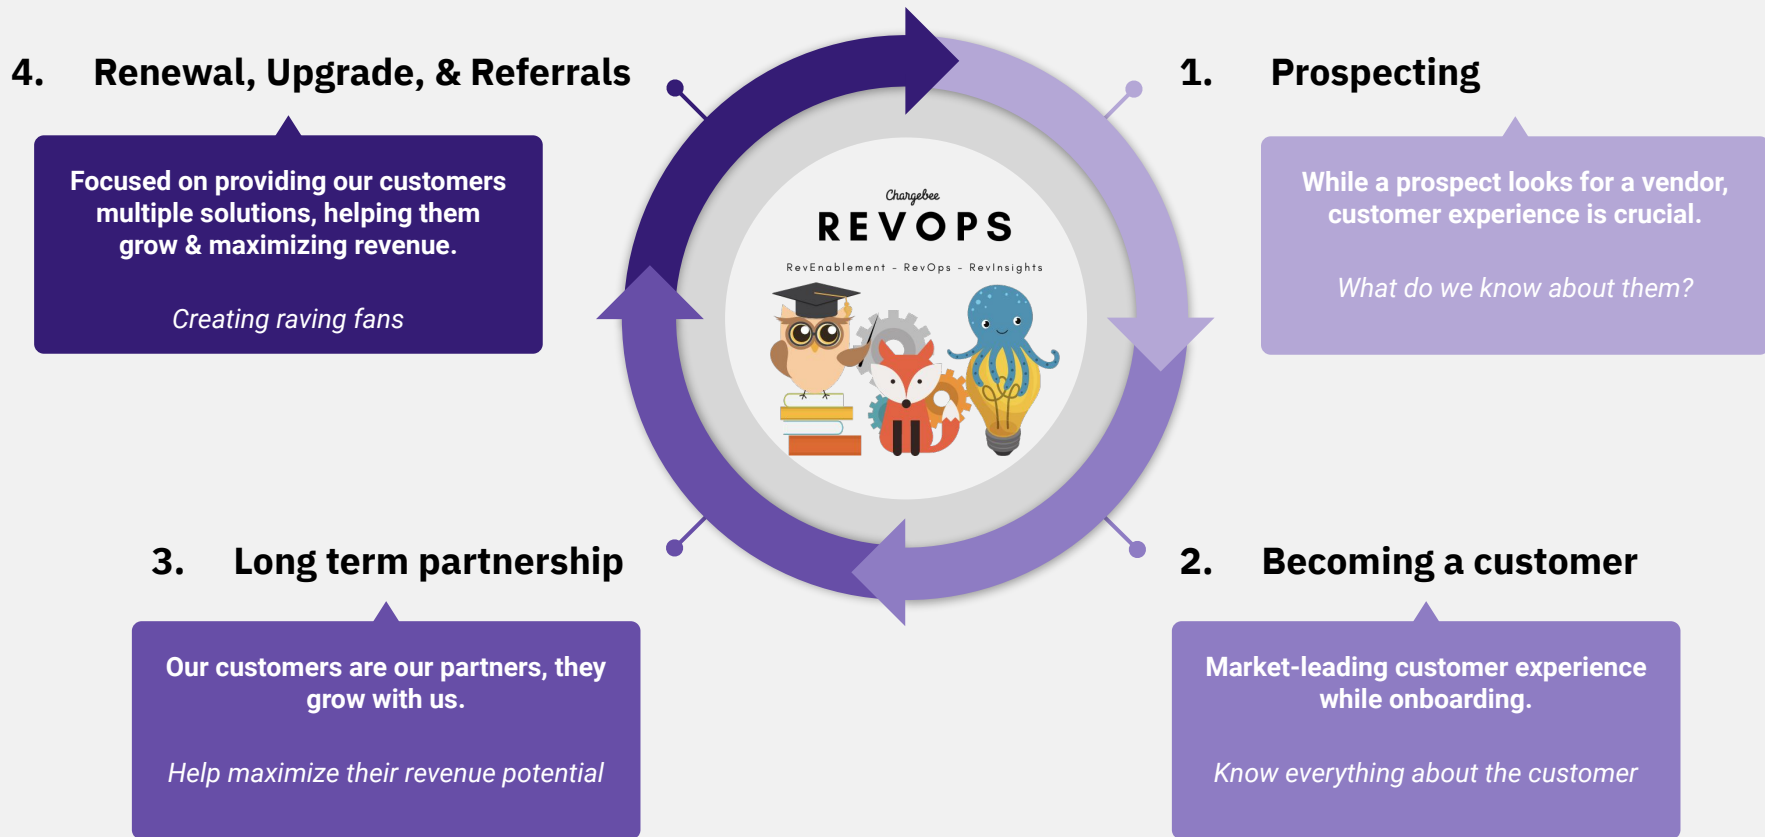 4. Renewal, Upgrade, & Referrals
Focused on providing our customers
multiple solutions, helping them
grow & maximizing revenue.
Creating raving fans
1. Prospecting
While a prospect looks for a vendor,
customer experience is crucial.
What do we know about them?
Chargebee
REVOPS
RevEnablement - RevOps - RevInsights
3. Long term partnership
Our customers are our partners, they
grow with us.
Help maximize their revenue potential
2. Becoming a customer
Market-leading customer experience
while onboarding.
Know everything about the customer